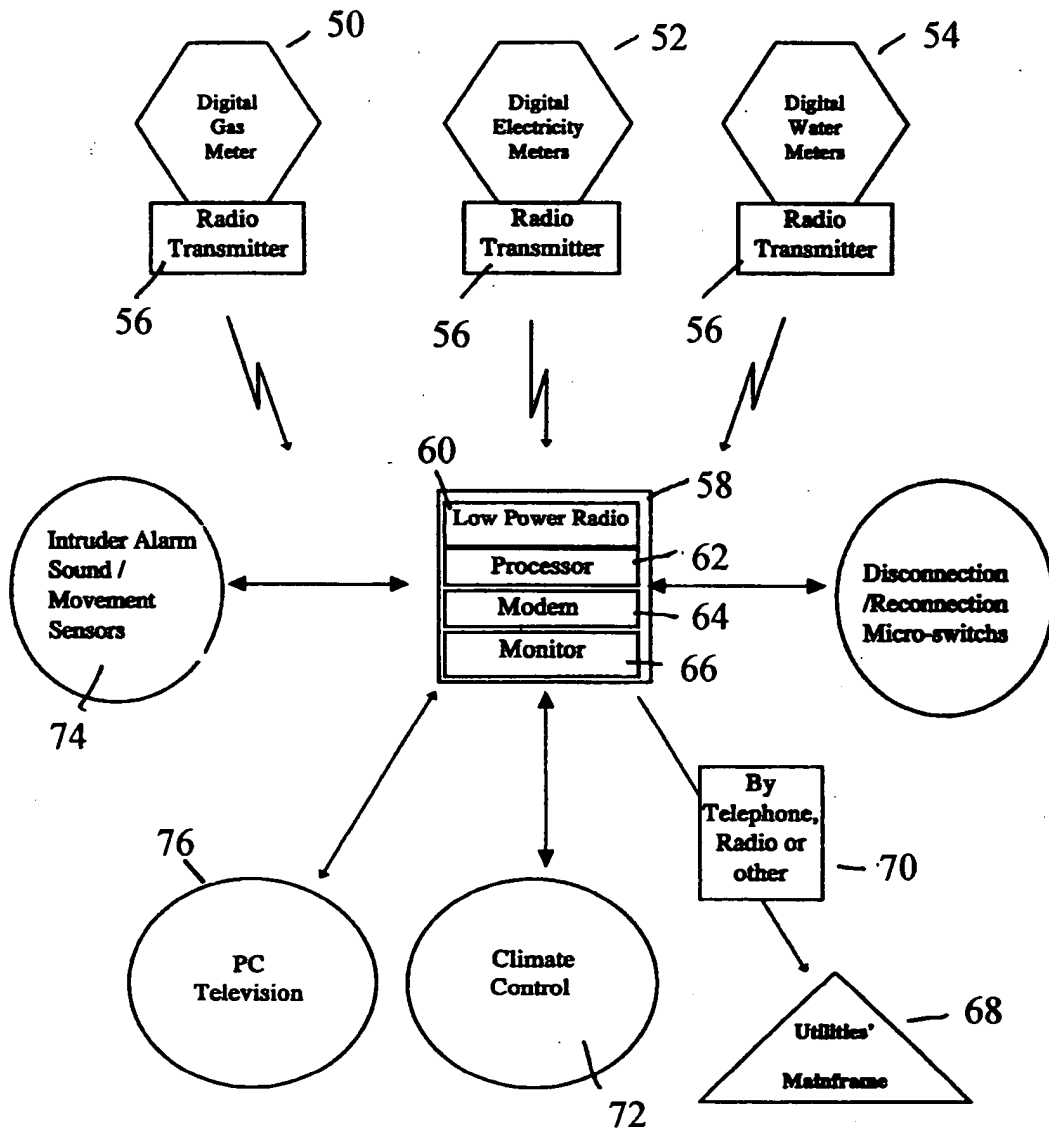 50
52
54
Digital
Gas
Meter
Digital
Electricity
Meters
Digital
Water
Meters
Radio
Transmitter
Radio
Transmitter
Radio
Transmitter
56
56
56
60
58
Low Power Radio
Processor
62
Modem
64
Monitor
66
Intruder Alarm
Sound /
Movement
Sensors
74
Disconnection
/Reconnection
Micro-switchs
By
Telephone,
Radio or
other
70
76
PC
Television
Climate
Control
72
Utilities'
Mainframe
68